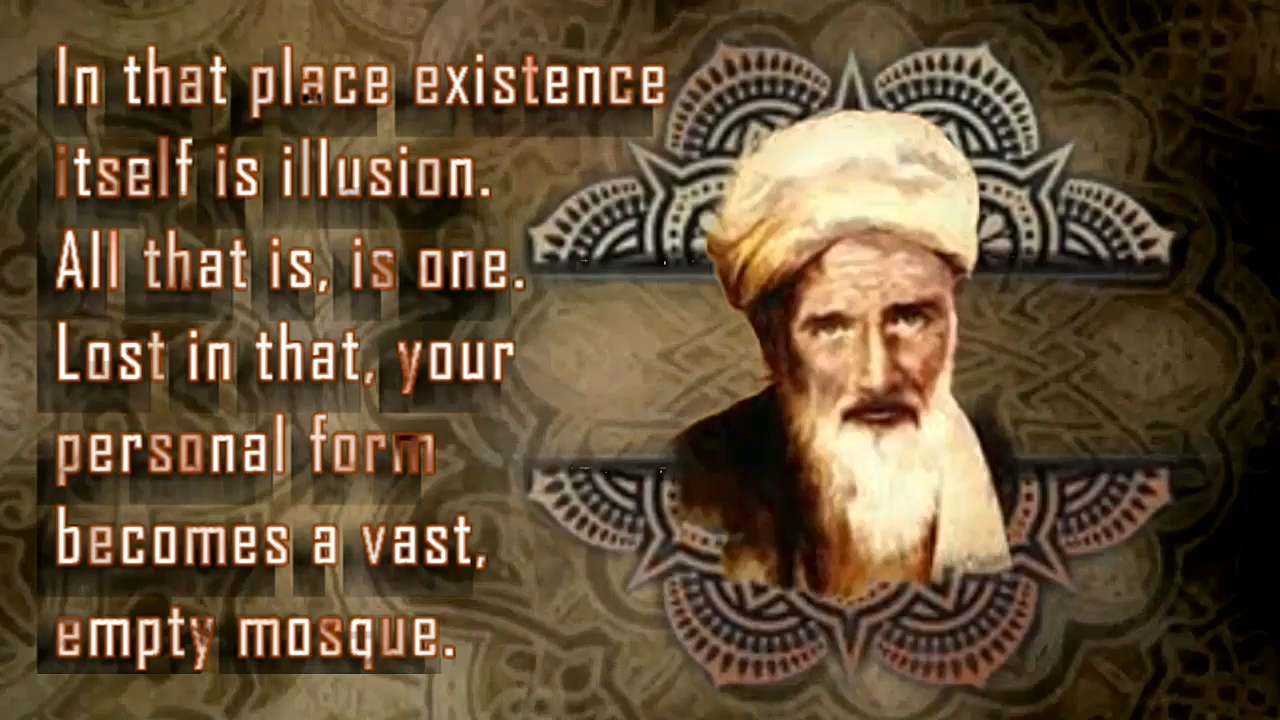 In that place existence
itself is illusion.
All that is, is one.
Lost in that, your
personal form
becomes a vast,
empty mosque.